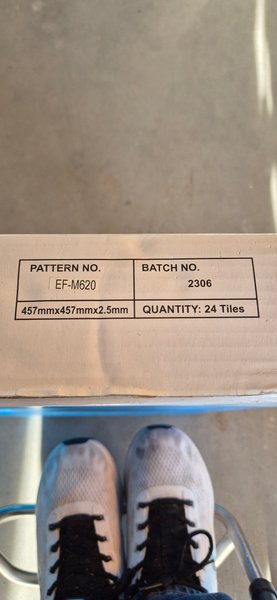 PATTERN NO. BATCH NO.
EF-M620 2306
457mmx457mmx2.5mm QUANTITY: 24 Tiles